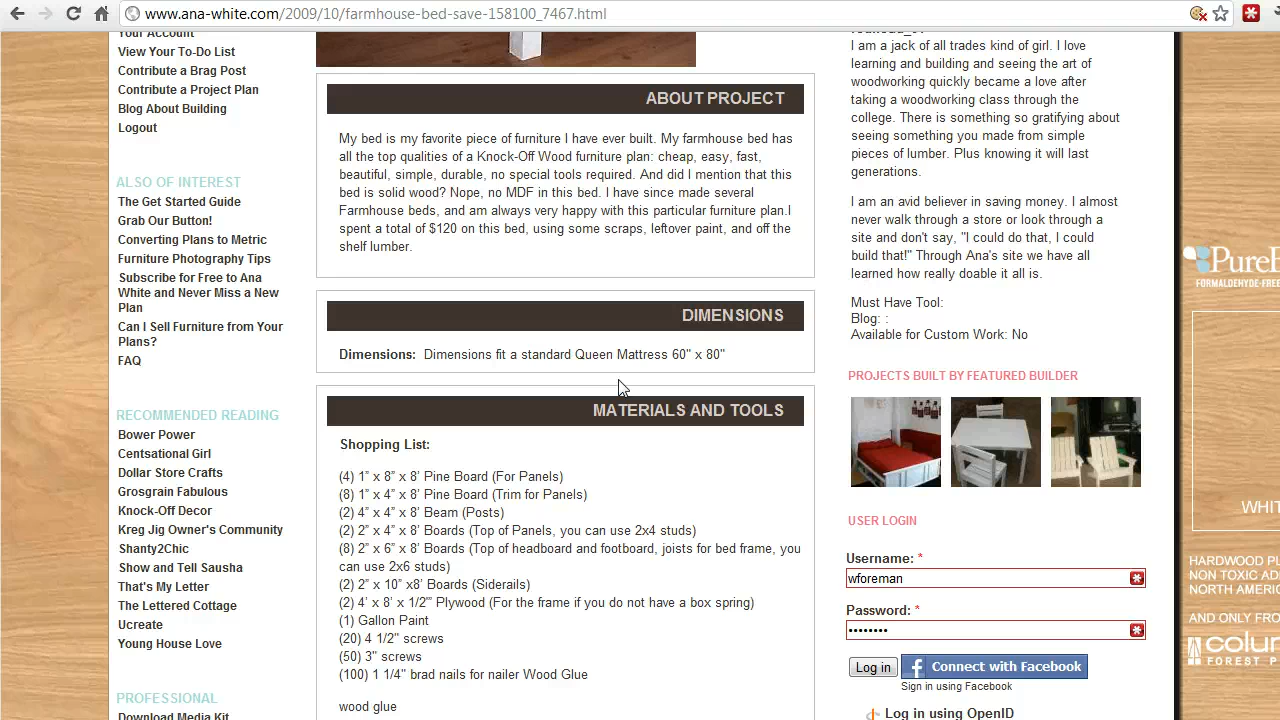 www.ana-white.com/2009/10/farmhouse-bed-save-158100_7467.html
Your Account
View Your To-Do List
Contribute a Brag Post
Contribute a Project Plan
Blog About Building
Logout
ALSO OF INTEREST
The Get Started Guide
Grab Our Button!
Converting Plans to Metric
Furniture Photography Tips
Subscribe for Free to Ana
White and Never Miss a New
Plan
Can I Sell Furniture from Your
Plans?
FAQ
RECOMMENDED READING
Bower Power
Centsational Girl
Dollar Store Crafts
Grosgrain Fabulous
Knock-Off Decor
Kreg Jig Owner's Community
Shanty2Chic
Show and Tell Sausha
That's My Letter
The Lettered Cottage
Ucreate
Young House Love
PROFESSIONAL
Download Media Kit
ABOUT PROJECT
My bed is my favorite piece of furniture I have ever built. My farmhouse bed has
all the top qualities of a Knock-Off Wood furniture plan: cheap, easy, fast,
beautiful, simple, durable, no special tools required. And did I mention that this
bed is solid wood? Nope, no MDF in this bed. I have since made several
Farmhouse beds, and am always very happy with this particular furniture plan.I
spent a total of $120 on this bed, using some scraps, leftover paint, and off the
shelf lumber.
DIMENSIONS
Dimensions: Dimensions fit a standard Queen Mattress 60" x 80"
MATERIALS AND TOOLS
Shopping List:
(4) 1” x 8” x 8’ Pine Board (For Panels)
(8) 1” x 4” x 8’ Pine Board (Trim for Panels)
(2) 4” x 4” x 8’ Beam (Posts)
(2) 2” x 4” x 8’ Boards (Top of Panels, you can use 2x4 studs)
(8) 2” x 6” x 8’ Boards (Top of headboard and footboard, joists for bed frame, you
can use 2x6 studs)
(2) 2” x 10” x8’ Boards (Siderails)
(2) 4’ x 8’ x 1/2”’ Plywood (For the frame if you do not have a box spring)
(1) Gallon Paint
(20) 4 1/2" screws
(50) 3" screws
(100) 1 1/4" brad nails for nailer Wood Glue
wood glue
I am a jack of all trades kind of girl. I love
learning and building and seeing the art of
woodworking quickly became a love after
taking a woodworking class through the
college. There is something so gratifying about
seeing something you made from simple
pieces of lumber. Plus knowing it will last
generations.
I am an avid believer in saving money. I almost
never walk through a store or look through a
site and don't say, "I could do that, I could
build that!" Through Ana's site we have all
learned how really doable it all is.
Must Have Tool:
Blog: :
Available for Custom Work: No
PROJECTS BUILT BY FEATURED BUILDER
USER LOGIN
Username: *
wforeman
Password: *
••••••••
Log in
f Connect with Facebook
Sign in using Facebook
Log in using OpenID
PureB
FORMALDEHYDE-FREE
WHIT
HARDWOOD PL
NON TOXIC AD
NORTH AMERIC
AND ONLY FRO
colu
FOREST P